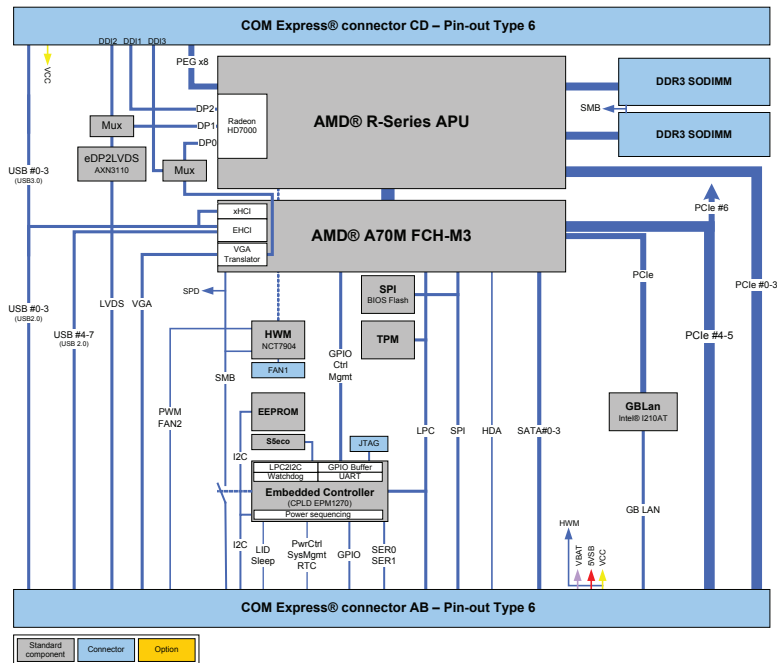 COM Express® connector CD – Pin-out Type 6
DDI2
DDI1
DDI3
VCC
PEG x8
DDR3 SODIMM
SMB
DDR3 SODIMM
Radeon
HD7000
AMD® R-Series APU
DP2
DP1
DP0
Mux
eDP2LVDS
AXN3110
Mux
USB #0-3
(USB3.0)
xHCI
EHCI
VGA
Translator
AMD® A70M FCH-M3
PCIe #6
PCIe
PCIe #0-3
SPD
SPI
BIOS Flash
USB #0-3
(USB2.0)
LVDS
VGA
USB #4-7
(USB 2.0)
HWM
NCT7904
FAN1
TPM
PCIe #4-5
SMB
GPIO
Ctrl
Mgmt
PWM
FAN2
EEPROM
GBLan
Intel® I210AT
LPC
SPI
HDA
SATA#0-3
S5eco
JTAG
I2C
LPC2I2C
GPIO Buffer
Watchdog
UART
Embedded Controller
(CPLD EPM1270)
Power sequencing
GB LAN
I2C
LID
Sleep
PwrCtrl
SysMgmt
RTC
GPIO
SER0
SER1
HWM
VBAT
5VSB
VCC
COM Express® connector AB – Pin-out Type 6
Standard
component
Connector
Option